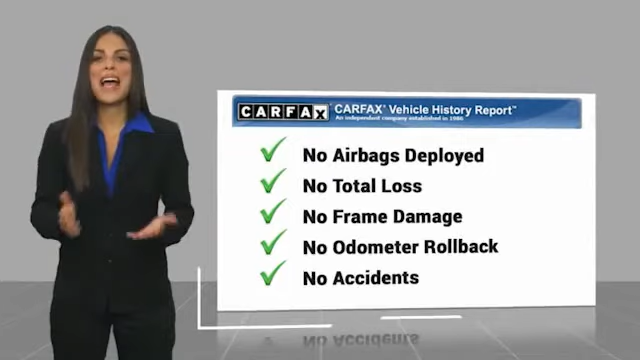 CARFAX CARFAX Vehicle History Report™
An independent company established in 1986
No Airbags Deployed
No Total Loss
No Frame Damage
No Odometer Rollback
No Accidents